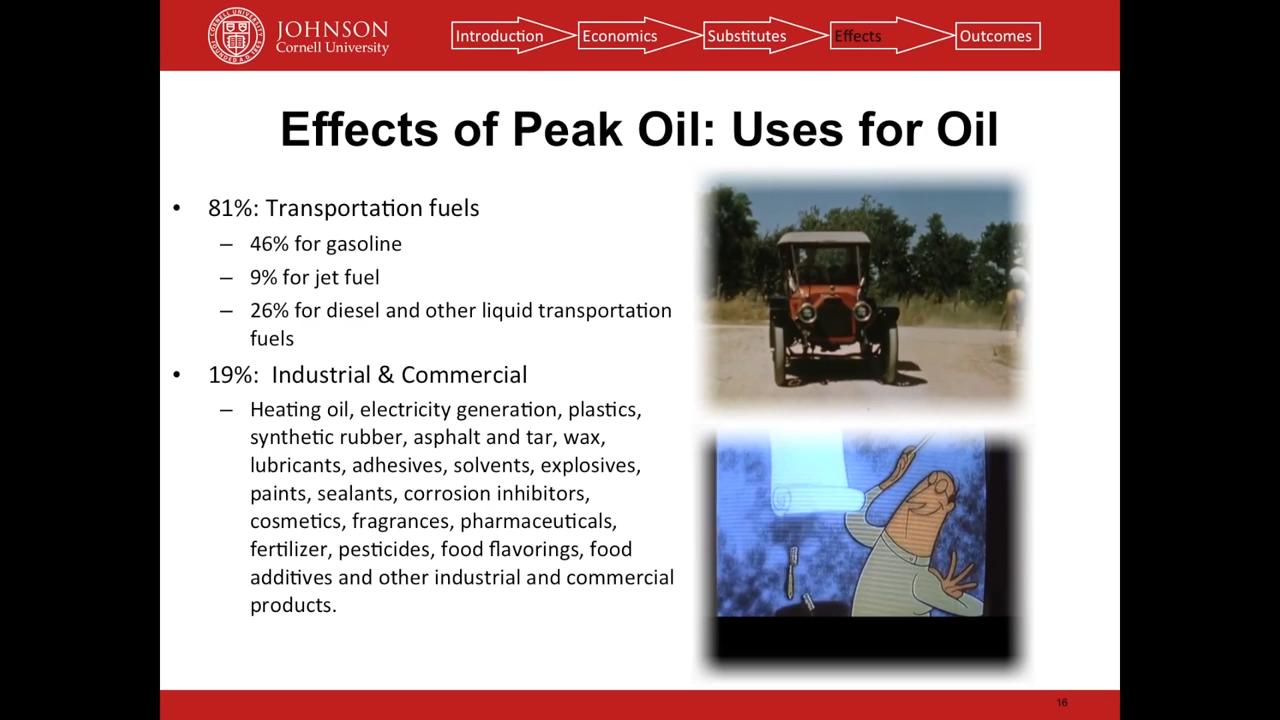 JOHNSON
Cornell University
Introduction
Economics
Substitutes
Effects
Outcomes
Effects of Peak Oil: Uses for Oil
• 81%: Transportation fuels
– 46% for gasoline
– 9% for jet fuel
– 26% for diesel and other liquid transportation
fuels
• 19%: Industrial & Commercial
– Heating oil, electricity generation, plastics,
synthetic rubber, asphalt and tar, wax,
lubricants, adhesives, solvents, explosives,
paints, sealants, corrosion inhibitors,
cosmetics, fragrances, pharmaceuticals,
fertilizer, pesticides, food flavorings, food
additives and other industrial and commercial
products.
16